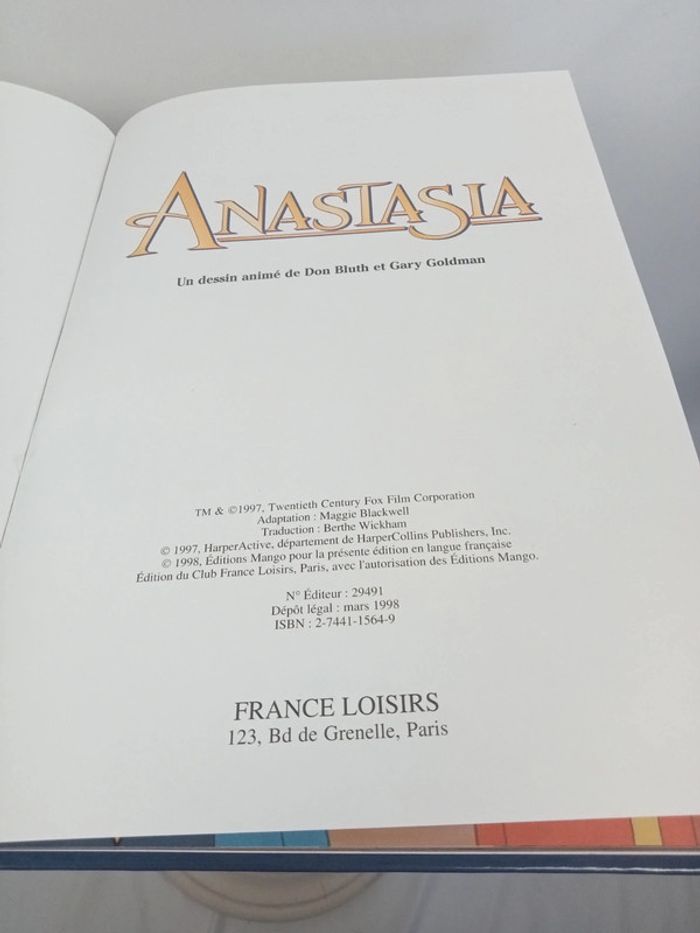 ANASTASIA
Un dessin animé de Don Bluth et Gary Goldman
TM & ©1997, Twentieth Century Fox Film Corporation
Adaptation : Maggie Blackwell
Traduction : Berthe Wickham
© 1997, HarperActive, département de HarperCollins Publishers, Inc.
© 1998, Éditions Mango pour la présente édition en langue française
Édition du Club France Loisirs, Paris, avec l'autorisation des Éditions Mango.
N° Éditeur : 29491
Dépôt légal : mars 1998
ISBN : 2-7441-1564-9
FRANCE LOISIRS
123, Bd de Grenelle, Paris